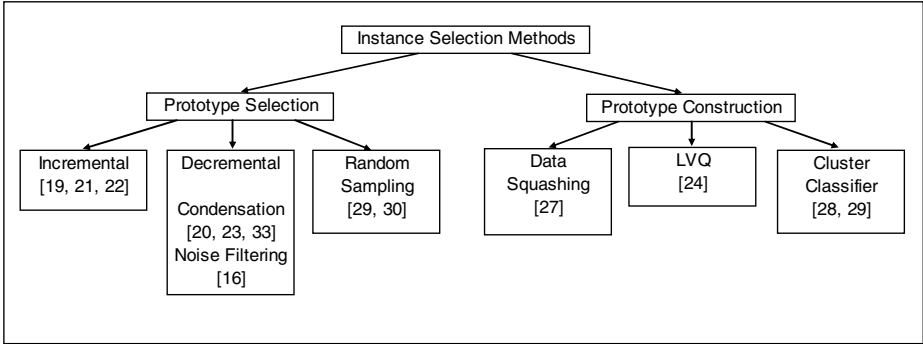 Instance Selection Methods
Prototype Selection
Prototype Construction
Incremental
[19, 21, 22]
Decremental
Condensation
[20, 23, 33]
Noise Filtering
[16]
Random
Sampling
[29, 30]
Data
Squashing
[27]
LVQ
[24]
Cluster
Classifier
[28, 29]